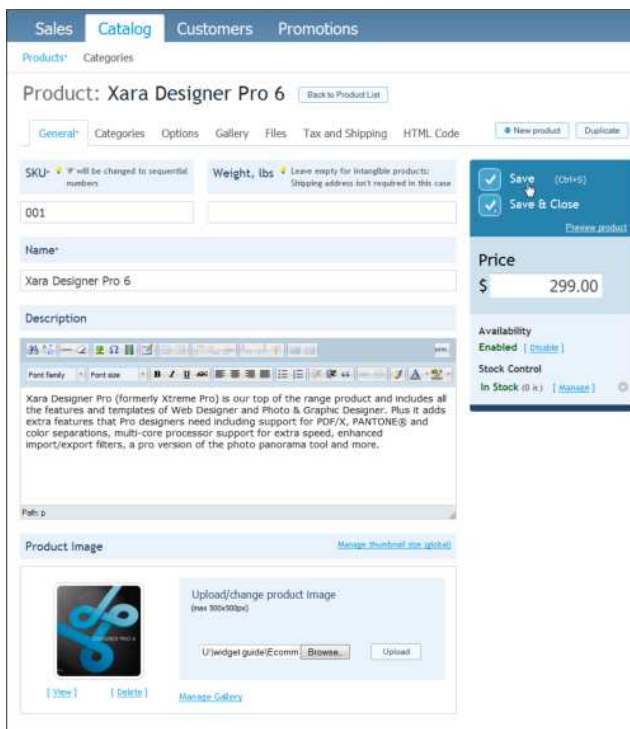 Sales Catalog Customers Promotions
Products Categories
Product: Xara Designer Pro 6 Back to Product List
General Categories Options Gallery Files Tax and Shipping HTML Code New product Duplicate
SKU '#' will be changed to sequential
numbers
Weight, lbs Leave empty for intangible products:
Shipping address isn't required in this case
001
Name
Xara Designer Pro 6
Description
Font family Font size B I U ABC
Xara Designer Pro (formerly Xtreme Pro) is our top of the range product and includes all
the features and templates of Web Designer and Photo & Graphic Designer. Plus it adds
extra features that Pro designers need including support for PDF/X, PANTONE® and
color separations, multi-core processor support for extra speed, enhanced
import/export filters, a pro version of the photo panorama tool and more.
Path: p
Product Image Manage thumbnail size (global)
Upload/change product image
(max 500x500px)
U:\widget guide\Ecomm Browse... Upload
[ View ] [ Delete ] Manage Gallery
Save (Ctrl+S)
Save & Close
Preview product
Price
$ 299.00
Availability
Enabled [ Disable ]
Stock Control
In Stock (0 it.) [ Manage ]